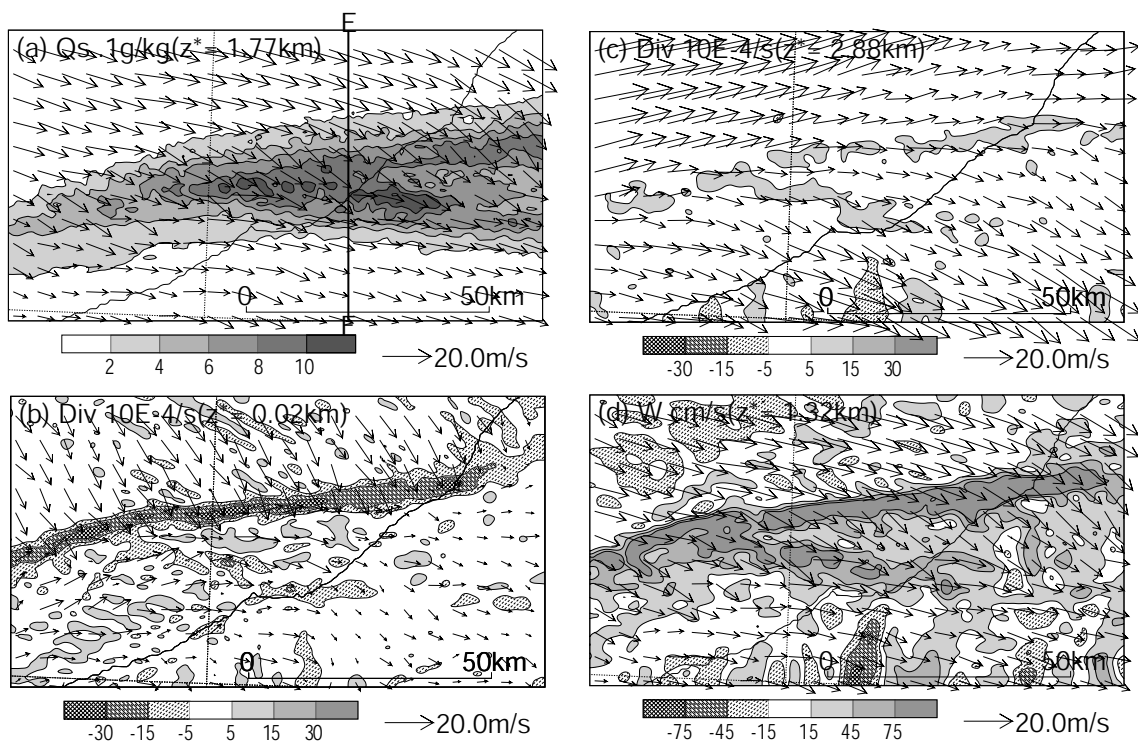 E
(a) Qs .1g/kg(z*= 1.77km)
0 50km
E
2 4 6 8 10
20.0m/s
(b) Div 10E-4/s(z*= 0.02km)
0 50km
-30 -15 -5 5 15 30
20.0m/s
(c) Div 10E-4/s(z*= 2.88km)
0 50km
-30 -15 -5 5 15 30
20.0m/s
(d) W cm/s(z*= 1.32km)
0 50km
-75 -45 -15 15 45 75
20.0m/s